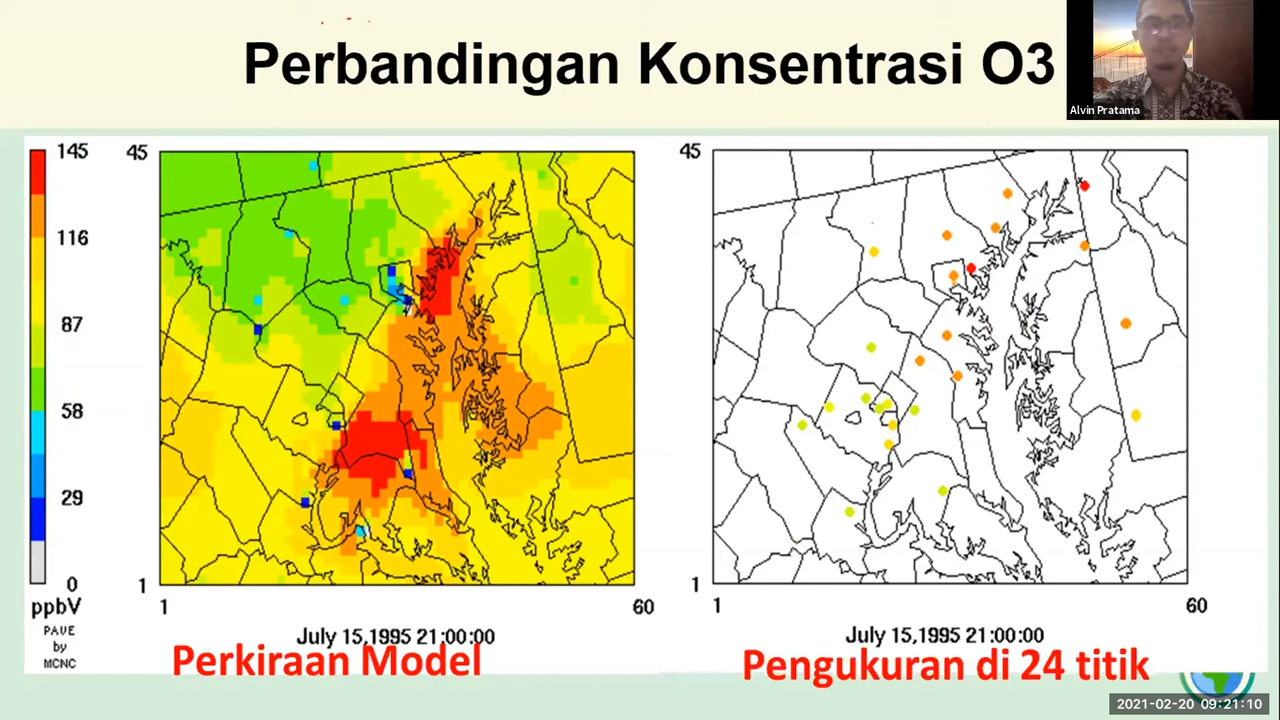 Perbandingan Konsentrasi O3
Alvin Pratama
145
116
87
58
29
0
ppbV
PAVE
by
MCNC
45
1
1
60
July 15,1995 21:00:00
Perkiraan Model
45
1
1
60
July 15,1995 21:00:00
Pengukuran di 24 titik
2021-02-20 09:21:10